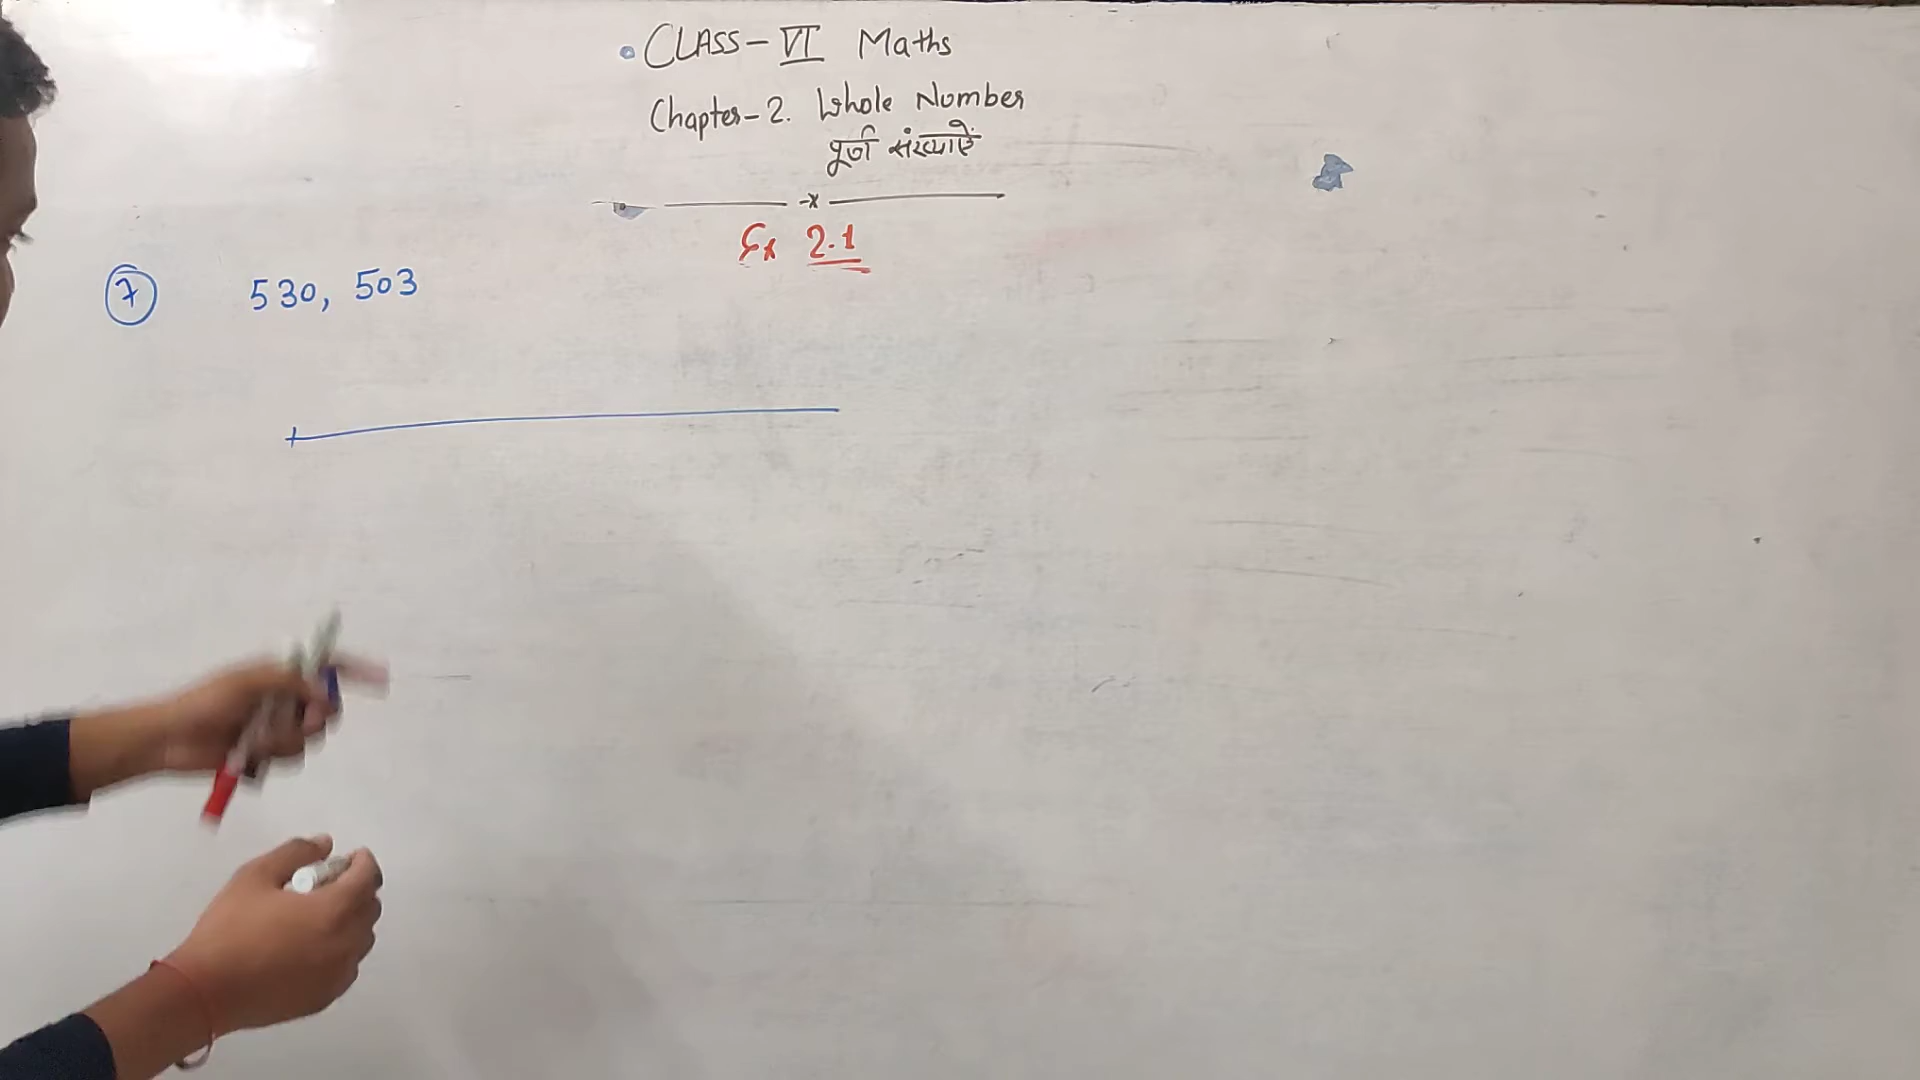 CLASS-VI Maths
Chapter-2. Whole Number
पूर्ण संख्याएँ
x
Ex 2.1
7 530, 503